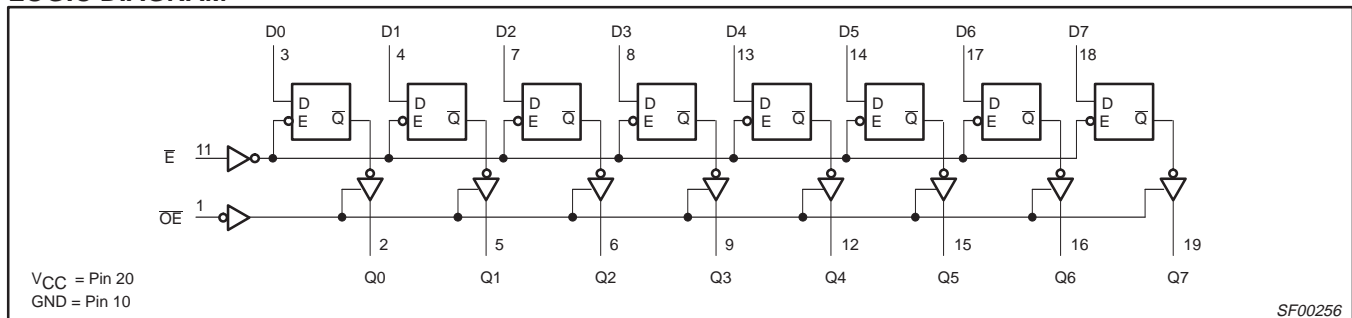 LOGIC DIAGRAM
D0 D1 D2 D3 D4 D5 D6 D7
3 4 7 8 13 14 17 18
D D D D D D D D
E Q̅ E Q̅ E Q̅ E Q̅ E Q̅ E Q̅ E Q̅ E Q̅
E̅ 11
O̅E̅ 1
2 5 6 9 12 15 16 19
Q0 Q1 Q2 Q3 Q4 Q5 Q6 Q7
VCC = Pin 20
GND = Pin 10
SF00256